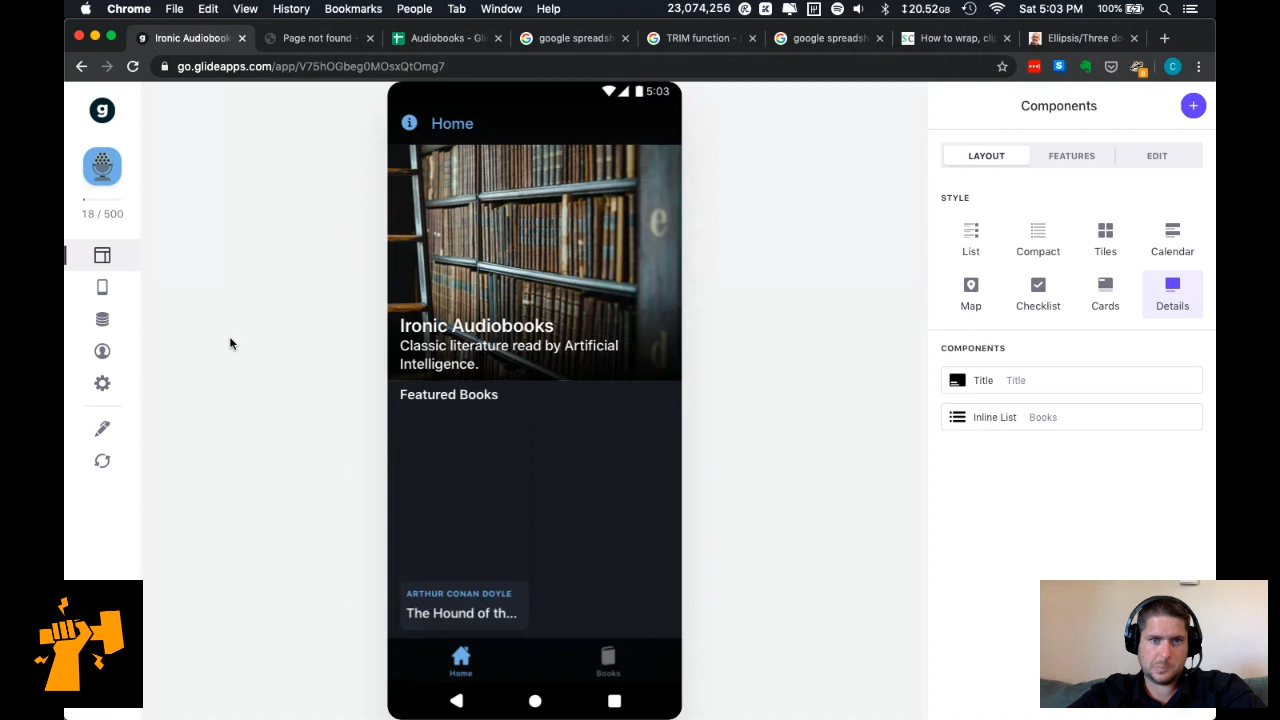 Chrome File Edit View History Bookmarks People Tab Window Help 23,074,256 20.52GB Sat 5:03 PM 100%
Ironic Audiobook Page not found - Audiobooks - Gli google spreadsh TRIM function - google spreadsh How to wrap, cli Ellipsis/Three do
go.glideapps.com/app/V75hOGbeg0MOsxQtOmg7
5:03
g
Home
18 / 500
Ironic Audiobooks
Classic literature read by Artificial
Intelligence.
Featured Books
ARTHUR CONAN DOYLE
The Hound of th...
Home Books
Components
LAYOUT FEATURES EDIT
STYLE
List Compact Tiles Calendar
Map Checklist Cards Details
COMPONENTS
Title Title
Inline List Books